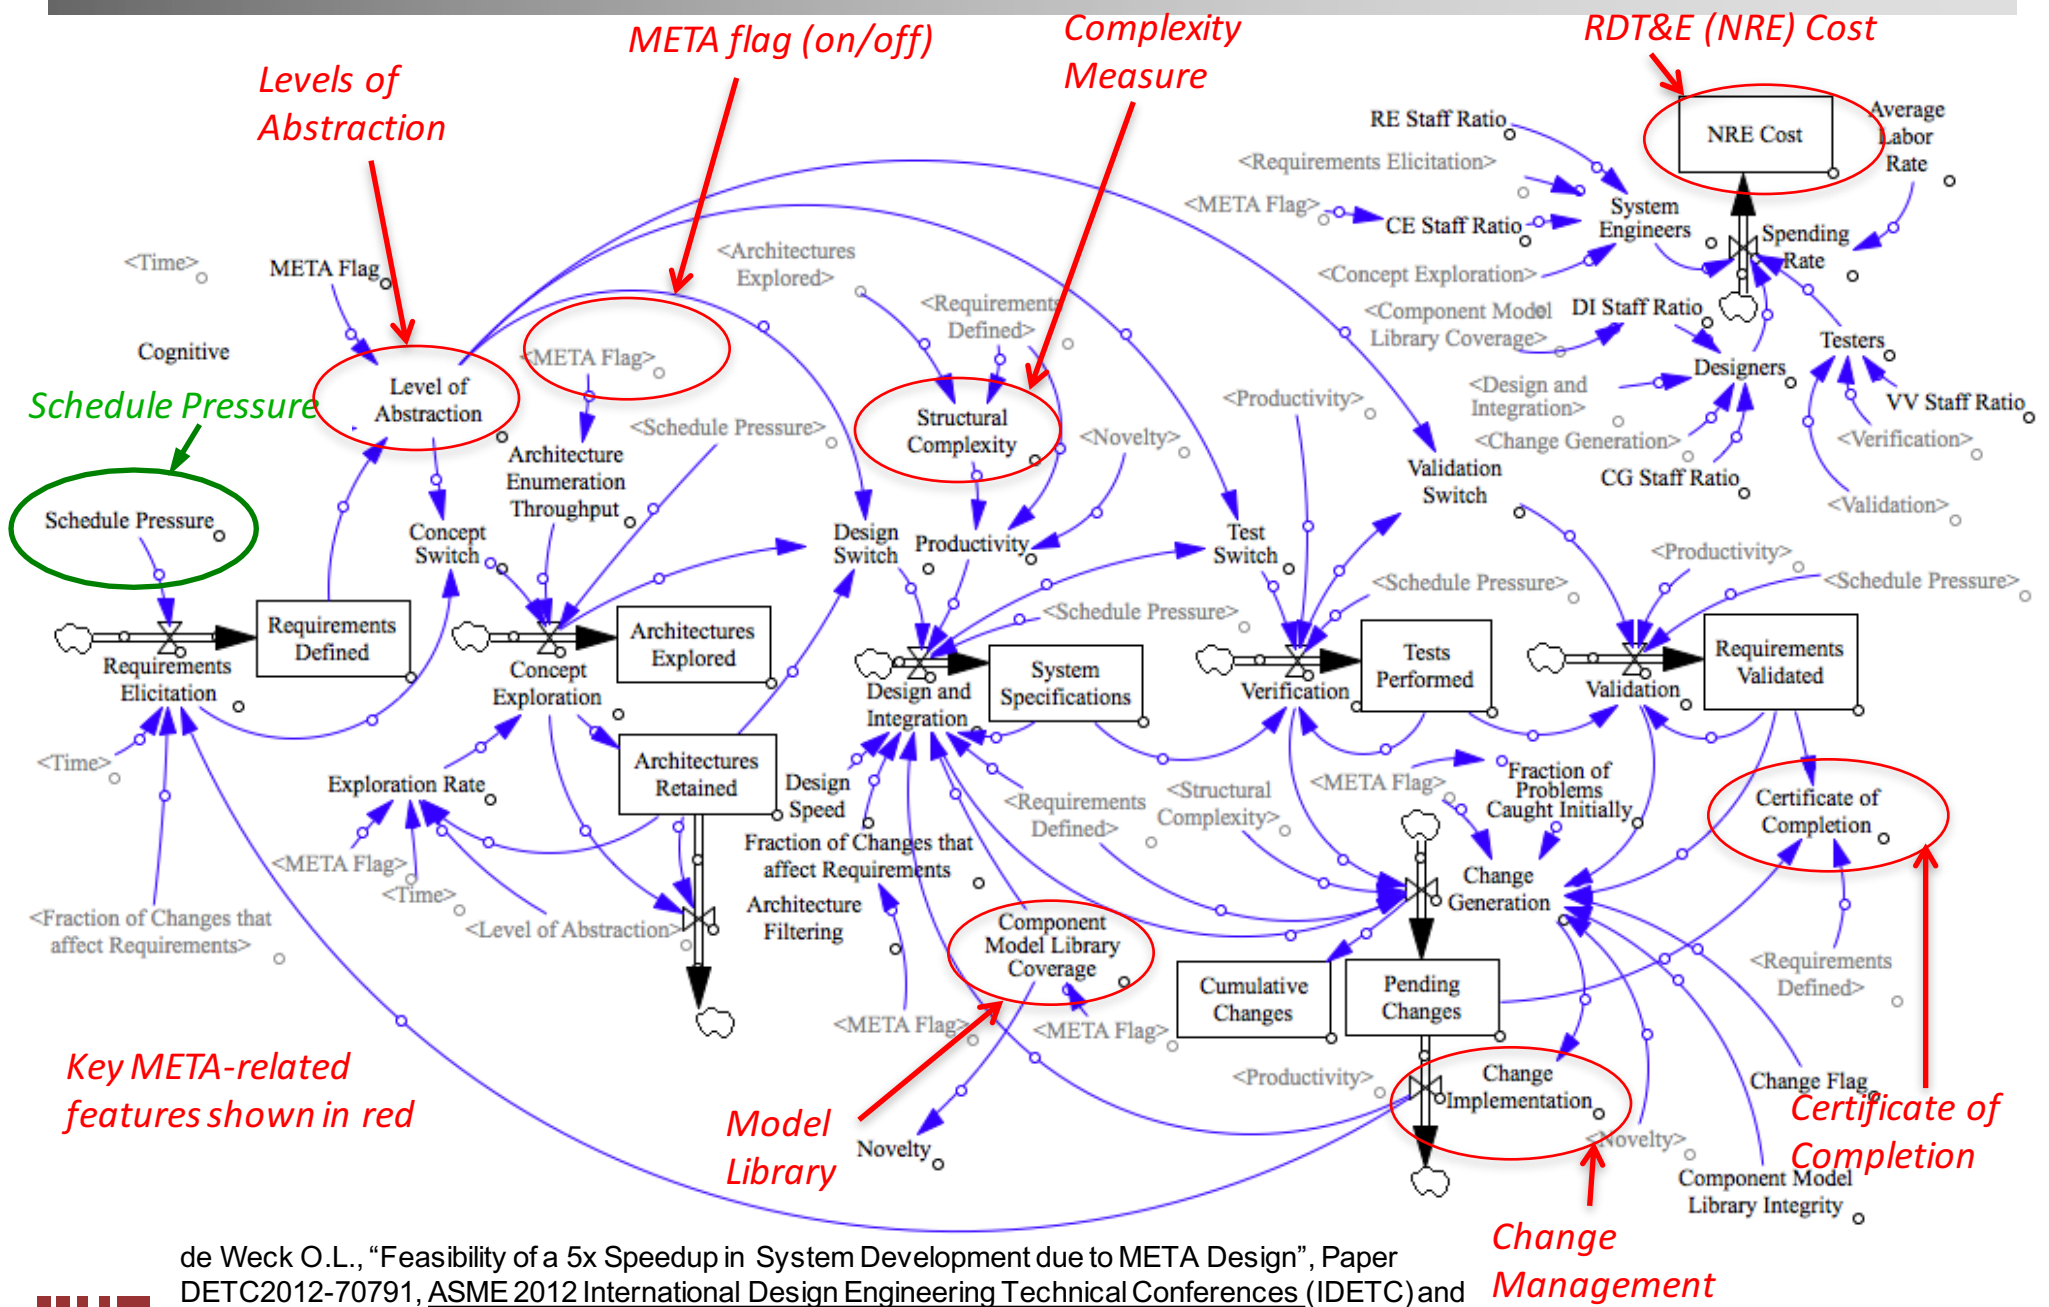 META flag (on/off)
Complexity
Measure
RDT&E (NRE) Cost
Levels of
Abstraction
RE Staff Ratio
NRE Cost
Average
Labor
Rate
<Requirements Elicitation>
<META Flag>
CE Staff Ratio
System
Engineers
Spending
Rate
<Concept Exploration>
<Component Model
Library Coverage>
DI Staff Ratio
Testers
Designers
<Design and
Integration>
VV Staff Ratio
<Change Generation>
<Verification>
CG Staff Ratio
<Validation>
<Time>
META Flag
<Architectures
Explored>
<Requirements
Defined>
Cognitive
<META Flag>
Level of
Abstraction
Schedule Pressure
<Schedule Pressure>
Structural
Complexity
<Novelty>
<Productivity>
Architecture
Enumeration
Throughput
Validation
Switch
Schedule Pressure
Concept
Switch
Design
Switch
Productivity
Test
Switch
<Productivity>
<Schedule Pressure>
<Schedule Pressure>
<Schedule Pressure>
Requirements
Defined
Architectures
Explored
Requirements
Elicitation
Concept
Exploration
Design and
Integration
System
Specifications
Verification
Tests
Performed
Validation
Requirements
Validated
<Time>
Exploration Rate
Architectures
Retained
Design
Speed
<Requirements
Defined>
<Structural
Complexity>
<META Flag>
Fraction of
Problems
Caught Initially
Certificate of
Completion
Fraction of Changes that
affect Requirements
<META Flag>
<Time>
<Level of Abstraction>
<Fraction of Changes that
affect Requirements>
Architecture
Filtering
Component
Model Library
Coverage
Change
Generation
<META Flag>
<META Flag>
Cumulative
Changes
Pending
Changes
<Requirements
Defined>
Key META-related
features shown in red
Model
Library
Novelty
<Productivity>
Change
Implementation
Change Flag
<Novelty>
Certificate of
Completion
Component Model
Library Integrity
Change
Management
de Weck O.L., “Feasibility of a 5x Speedup in System Development due to META Design”, Paper
DETC2012-70791, ASME 2012 International Design Engineering Technical Conferences (IDETC) and